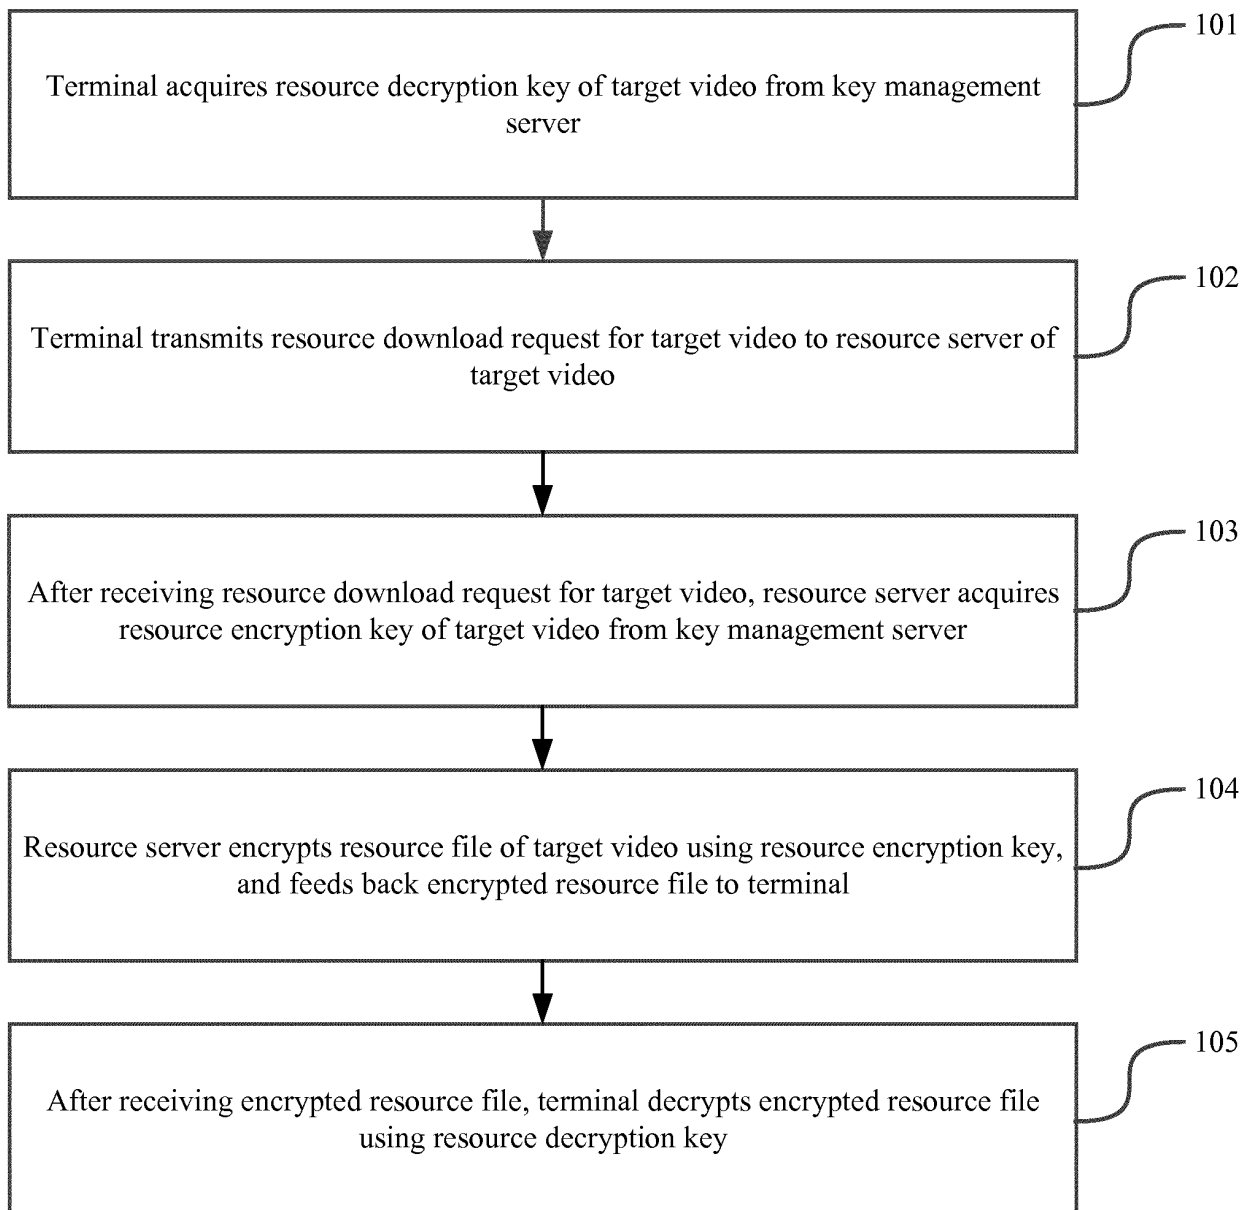 101
Terminal acquires resource decryption key of target video from key management
server
102
Terminal transmits resource download request for target video to resource server of
target video
103
After receiving resource download request for target video, resource server acquires
resource encryption key of target video from key management server
104
Resource server encrypts resource file of target video using resource encryption key,
and feeds back encrypted resource file to terminal
105
After receiving encrypted resource file, terminal decrypts encrypted resource file
using resource decryption key